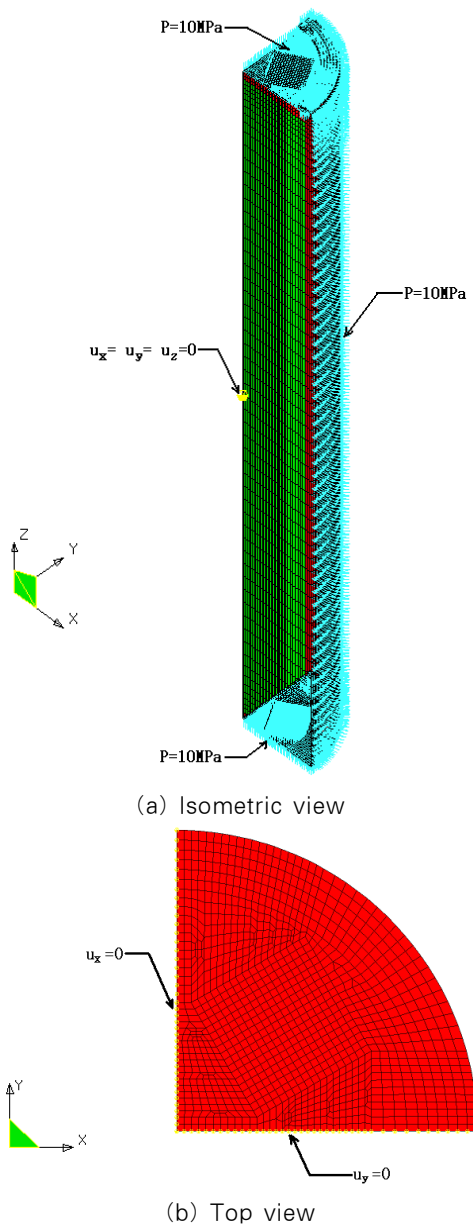 P=10MPa
P=10MPa
u_x= u_y= u_z=0
Z
Y
X
P=10MPa
(a) Isometric view
u_x=0
Y
X
u_y=0
(b) Top view